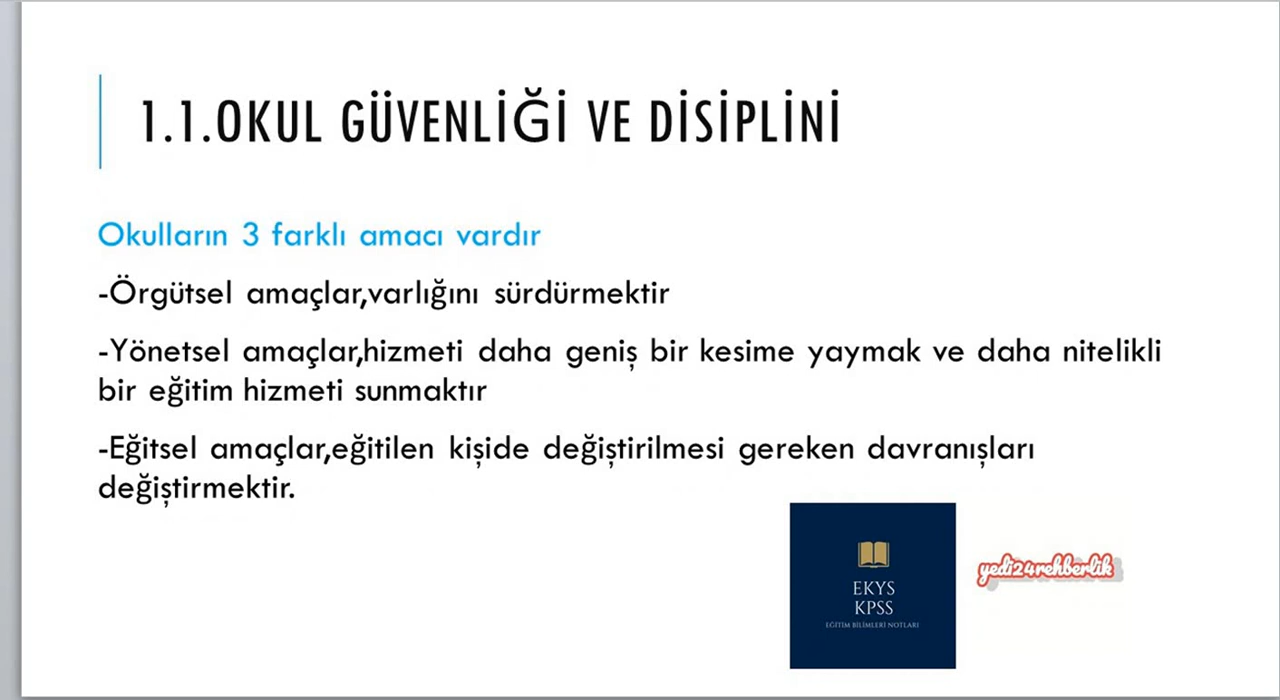 1.1.OKUL GÜVENLİĞİ VE DİSİPLİNİ
Okulların 3 farklı amacı vardır
-Örgütsel amaçlar,varlığını sürdürmektir
-Yönetsel amaçlar,hizmeti daha geniş bir kesime yaymak ve daha nitelikli
bir eğitim hizmeti sunmaktır
-Eğitsel amaçlar,eğitilen kişide değiştirilmesi gereken davranışları
değiştirmektir.
EKYS
KPSS
EĞİTİM BİLİMLERİ NOTLARI
yedi24rehberlik